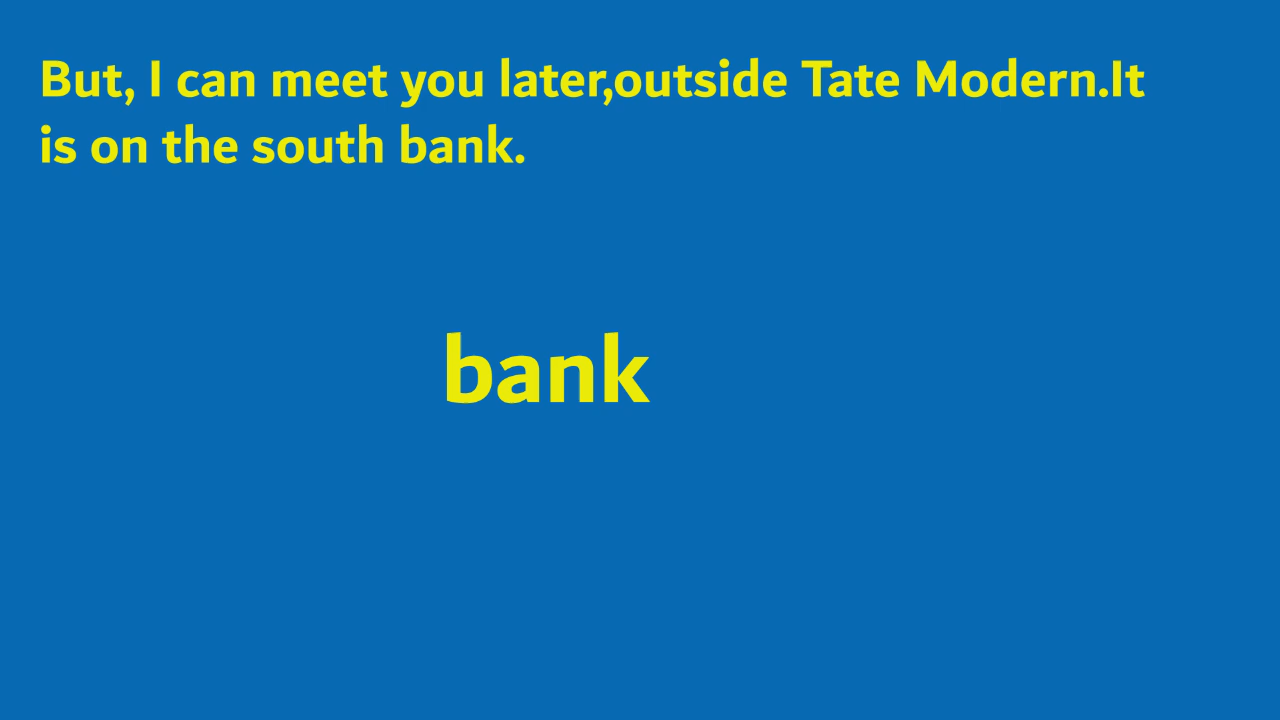 But, I can meet you later,outside Tate Modern.It
is on the south bank.
bank